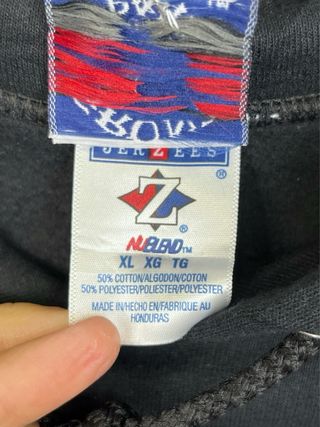 JERZEES
®
Z
®
NUBLEND™
XL XG TG
50% COTTON/ALGODON/COTON
50% POLYESTER/POLIESTER/POLYESTER
MADE IN/HECHO EN/FABRIQUE AU
HONDURAS